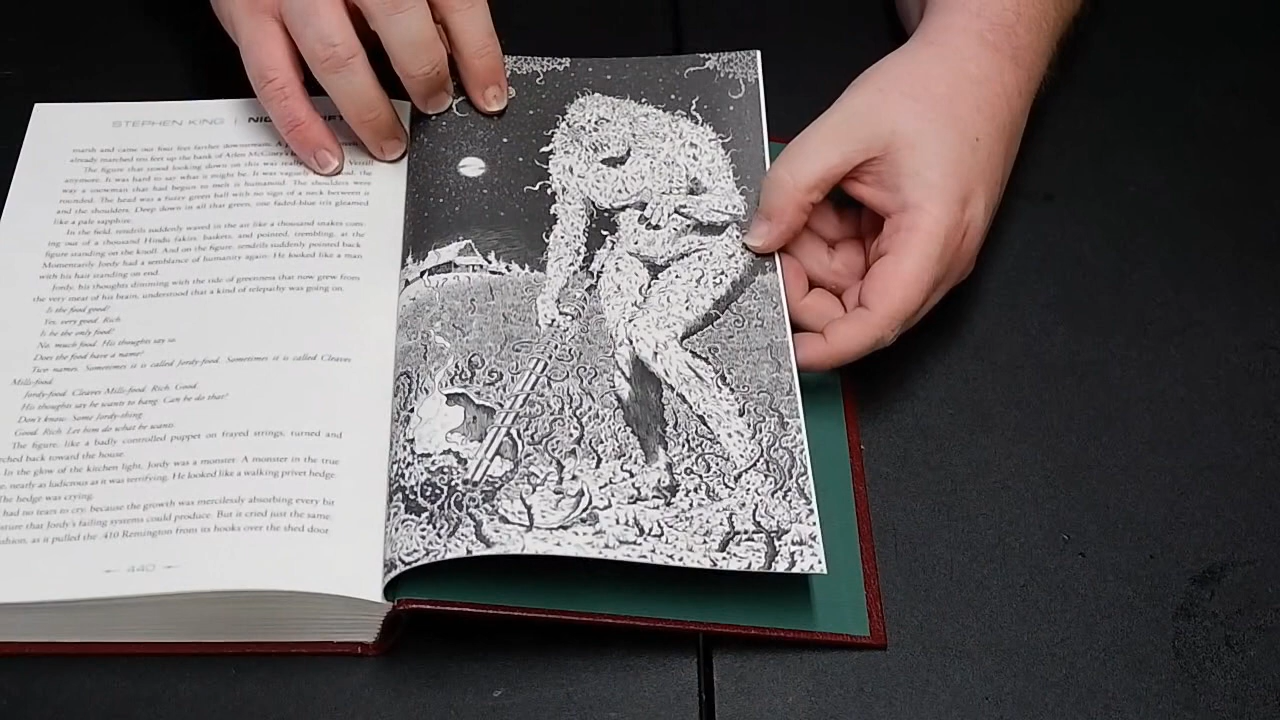 STEPHEN KING | NI
marsh and came out four feet farther downstream. A
already marched ten feet up the bank of Arlen McGinty's
The figure that stood looking down on this was really Verrill
anymore. It was hard to say what it might be. It was vaguely the
way a snowman that had begun to melt is humanoid. The shoulders were
rounded. The head was a fuzzy green ball with no sign of a neck between it
and the shoulders. Deep down in all that green, one faded-blue iris gleamed
like a pale sapphire.
In the field, tendrils suddenly waved in the air like a thousand snakes com-
ing out of a thousand Hindu fakirs' baskets, and pointed, trembling, at the
figure standing on the knoll. And on the figure, tendrils suddenly pointed back.
Momentarily Jordy had a semblance of humanity again: He looked like a man
with his hair standing on end.
Jordy, his thoughts dimming with the tide of greenness that now grew from
the very meat of his brain, understood that a kind of telepathy was going on.
Is the food good?
Yes, very good. Rich.
Is he the only food?
No, much food. His thoughts say so.
Does the food have a name?
Two names. Sometimes it is called Jordy-food. Sometimes it is called Cleaves
Mills-food.
Jordy-food. Cleaves Mills-food. Rich. Good.
His thoughts say he wants to bang. Can he do that?
Don't know. Some Jordy-thing.
Good. Rich. Let him do what he wants.
The figure, like a badly controlled puppet on frayed strings, turned and
ched back toward the house.
In the glow of the kitchen light, Jordy was a monster. A monster in the true
e, nearly as ludicrous as it was terrifying. He looked like a walking privet hedge.
The hedge was crying.
had no tears to cry, because the growth was mercilessly absorbing every bit
isture that Jordy's failing systems could produce. But it cried just the same,
shion, as it pulled the .410 Remington from its hooks over the shed door.
440